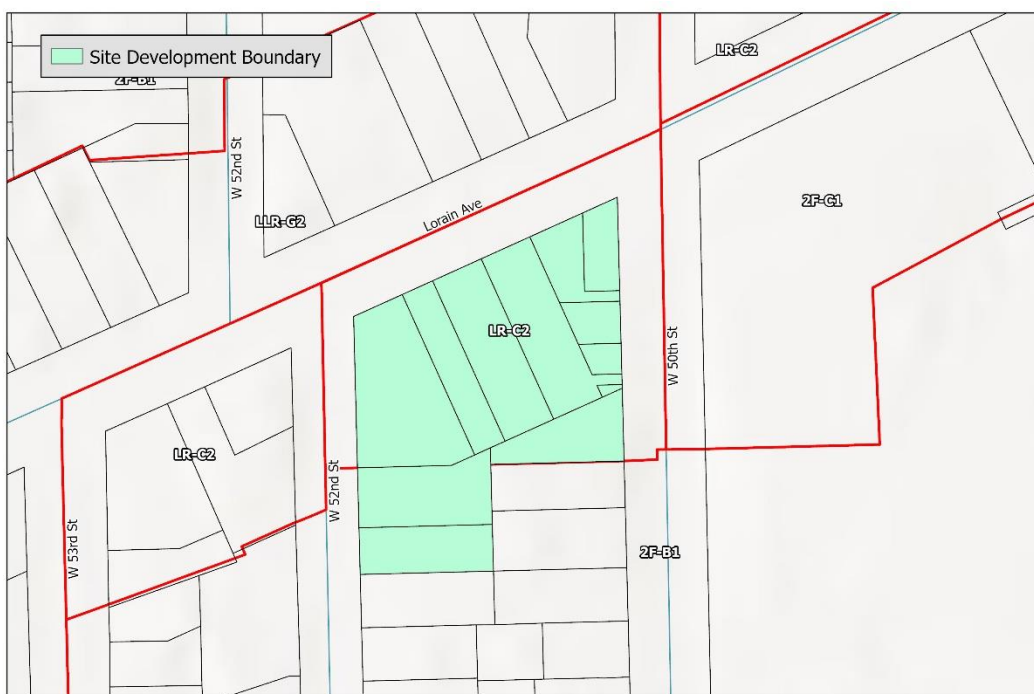 LR-C2
Site Development Boundary
2F-B1
W 52nd St
2F-C1
LLR-G2
Lorain Ave
LR-C2
W 50th St
LR-C2
W 52nd St
W 53rd St
2F-B1